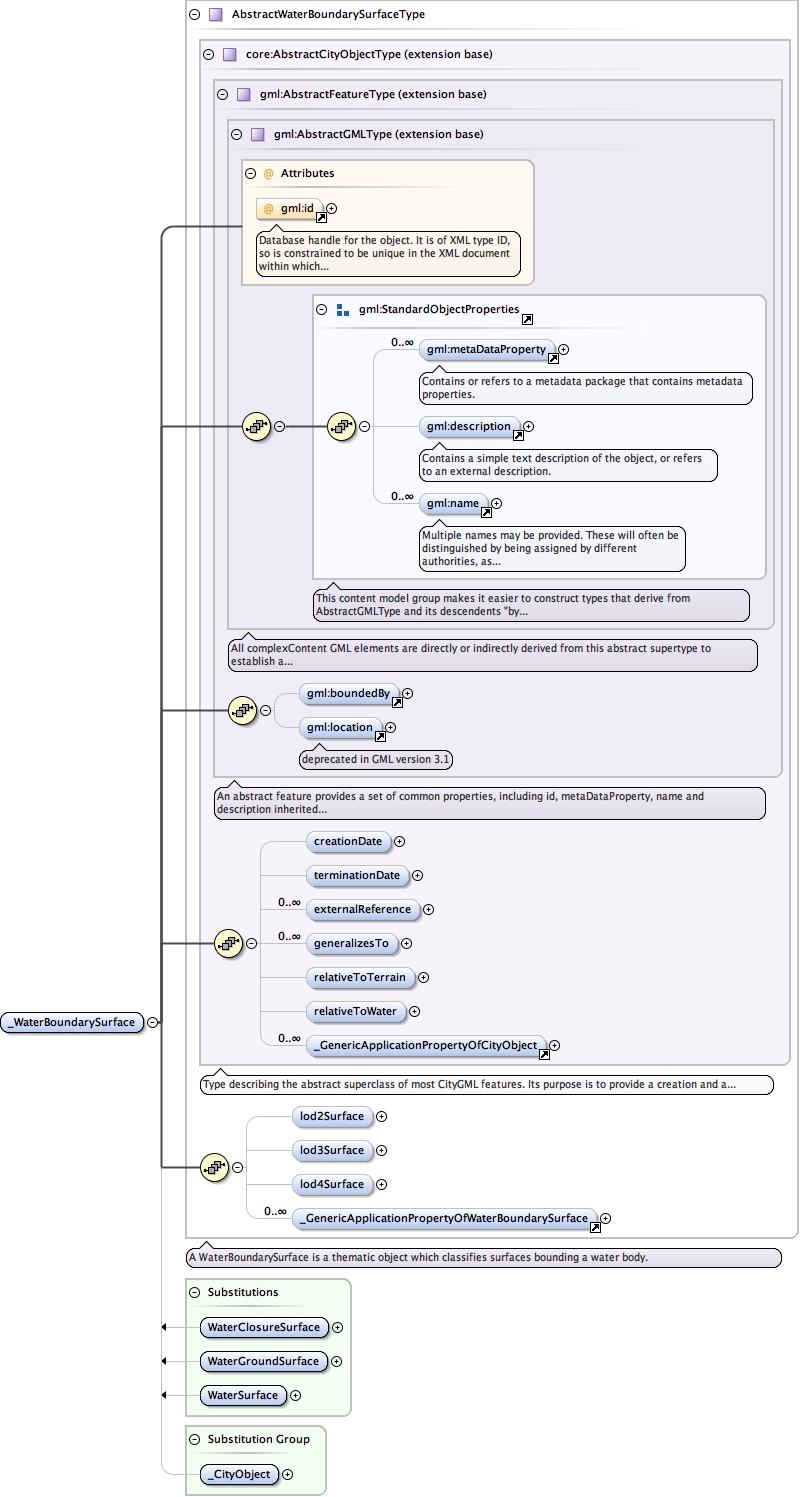 AbstractWaterBoundarySurfaceType
core:AbstractCityObjectType (extension base)
gml:AbstractFeatureType (extension base)
gml:AbstractGMLType (extension base)
@ Attributes
@ gml:id
Database handle for the object. It is of XML type ID,
so is constrained to be unique in the XML document
within which...
gml:StandardObjectProperties
0..∞
gml:metaDataProperty
Contains or refers to a metadata package that contains metadata
properties.
gml:description
Contains a simple text description of the object, or refers
to an external description.
0..∞
gml:name
Multiple names may be provided. These will often be
distinguished by being assigned by different
authorities, as...
This content model group makes it easier to construct types that derive from
AbstractGMLType and its descendents "by...
All complexContent GML elements are directly or indirectly derived from this abstract supertype to
establish a...
gml:boundedBy
gml:location
deprecated in GML version 3.1
An abstract feature provides a set of common properties, including id, metaDataProperty, name and
description inherited...
creationDate
terminationDate
0..∞
externalReference
0..∞
generalizesTo
relativeToTerrain
relativeToWater
_WaterBoundarySurface
0..∞
_GenericApplicationPropertyOfCityObject
Type describing the abstract superclass of most CityGML features. Its purpose is to provide a creation and a...
lod2Surface
lod3Surface
lod4Surface
0..∞
_GenericApplicationPropertyOfWaterBoundarySurface
A WaterBoundarySurface is a thematic object which classifies surfaces bounding a water body.
Substitutions
WaterClosureSurface
WaterGroundSurface
WaterSurface
Substitution Group
_CityObject